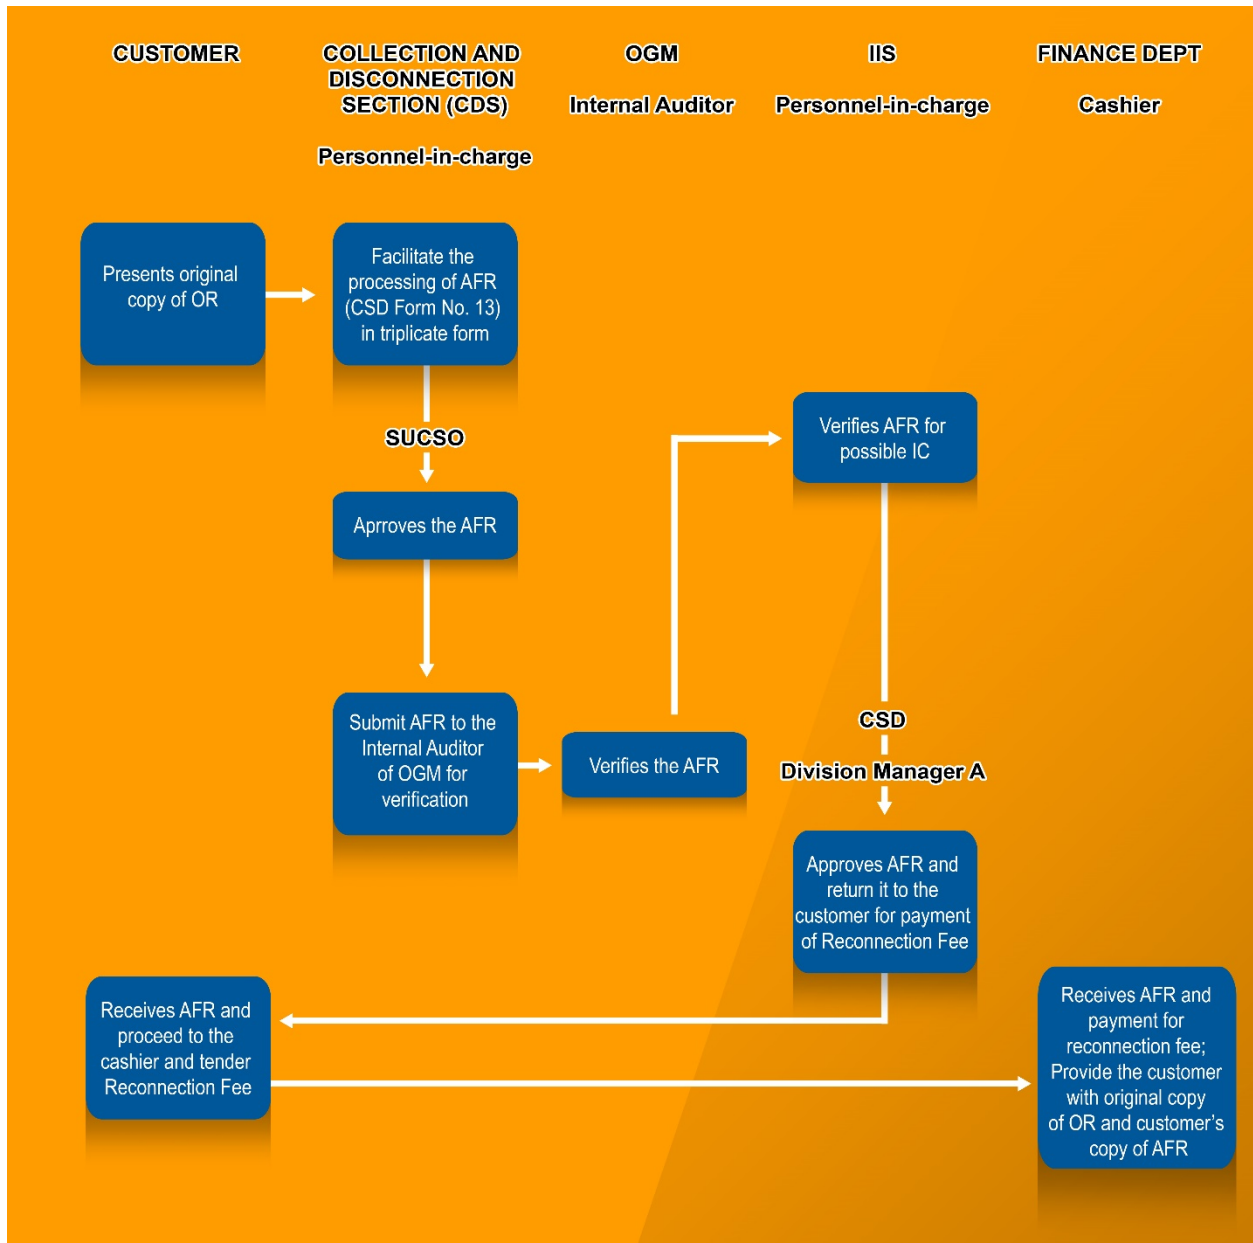 CUSTOMER
COLLECTION AND
DISCONNECTION
SECTION (CDS)
Personnel-in-charge
OGM
Internal Auditor
IIS
Personnel-in-charge
FINANCE DEPT
Cashier
Presents original
copy of OR
Facilitate the
processing of AFR
(CSD Form No. 13)
in triplicate form
SUCSO
Aprroves the AFR
Submit AFR to the
Internal Auditor
of OGM for
verification
Verifies the AFR
Verifies AFR for
possible IC
CSD
Division Manager A
Approves AFR and
return it to the
customer for payment
of Reconnection Fee
Receives AFR and
proceed to the
cashier and tender
Reconnection Fee
Receives AFR and
payment for
reconnection fee;
Provide the customer
with original copy
of OR and customer's
copy of AFR